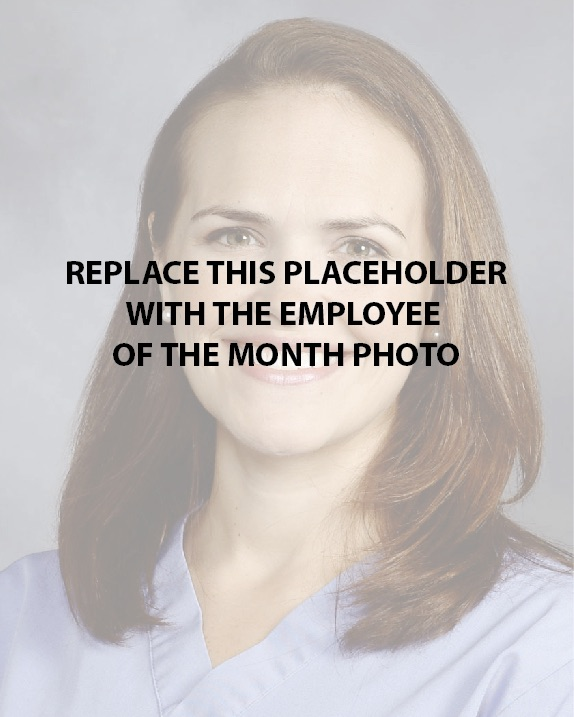 REPLACE THIS PLACEHOLDER
WITH THE EMPLOYEE
OF THE MONTH PHOTO